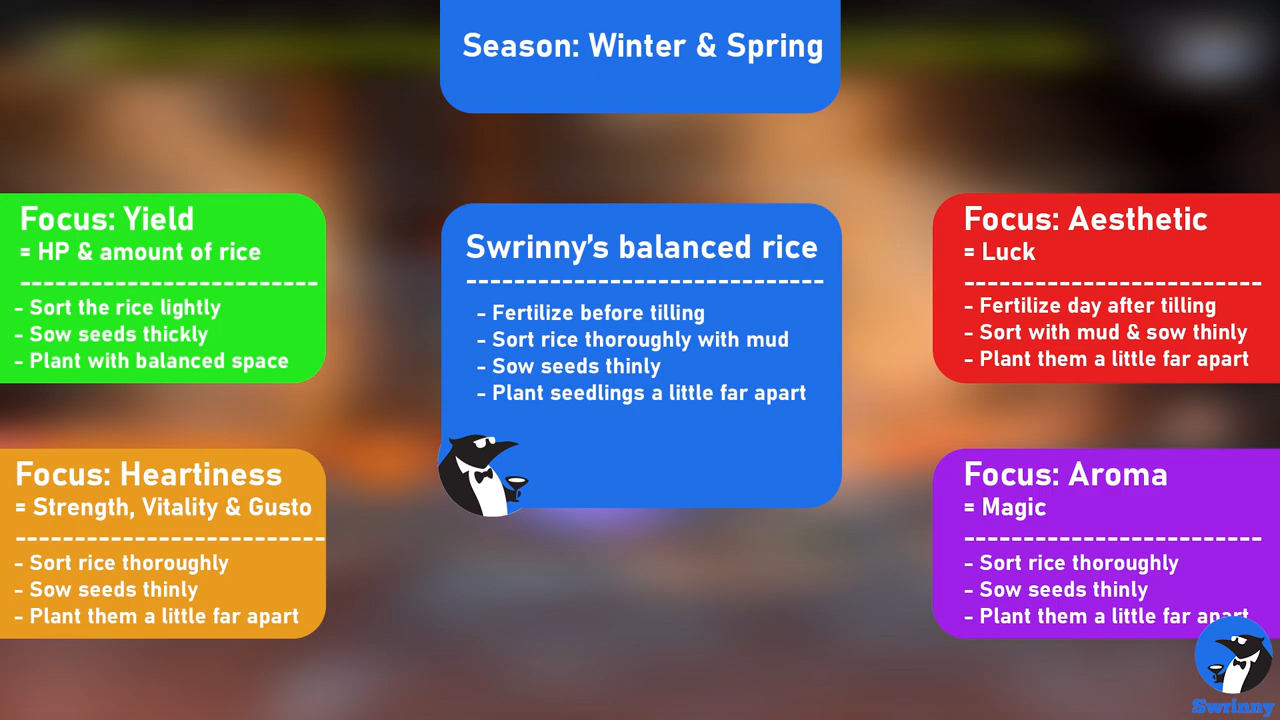 Season: Winter & Spring
Focus: Yield
= HP & amount of rice
-------------------------
- Sort the rice lightly
- Sow seeds thickly
- Plant with balanced space
Swrinny's balanced rice
------------------------------
- Fertilize before tilling
- Sort rice thoroughly with mud
- Sow seeds thinly
- Plant seedlings a little far apart
Focus: Aesthetic
= Luck
-------------------------
- Fertilize day after tilling
- Sort with mud & sow thinly
- Plant them a little far apart
Focus: Heartiness
= Strength, Vitality & Gusto
--------------------------
- Sort rice thoroughly
- Sow seeds thinly
- Plant them a little far apart
Focus: Aroma
= Magic
-------------------------
- Sort rice thoroughly
- Sow seeds thinly
- Plant them a little far apart
Swrinny